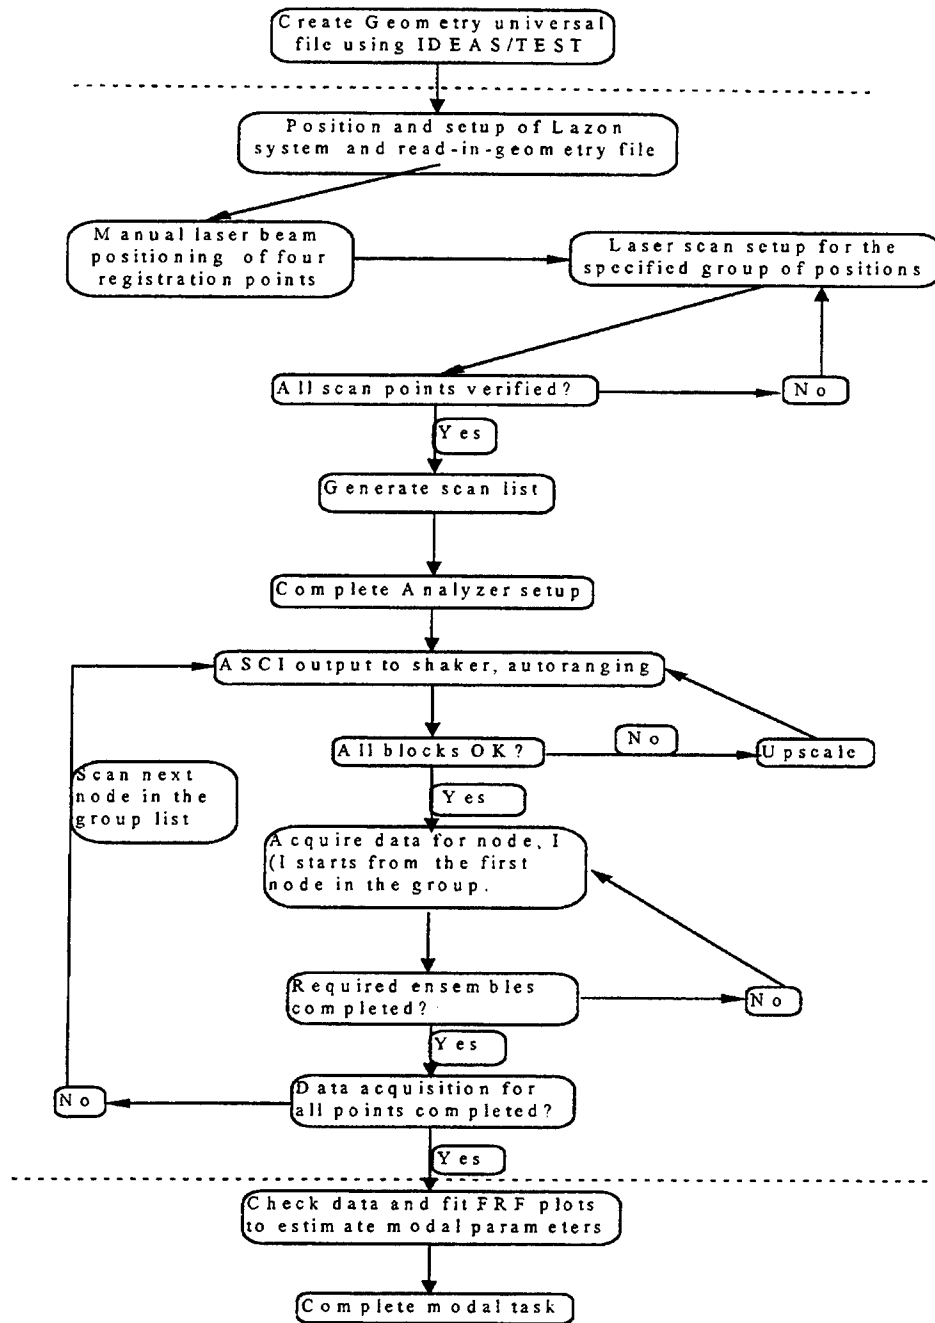 Create Geometry universal
file using IDEAS/TEST
Position and setup of Lazon
system and read-in-geometry file
Manual laser beam
positioning of four
registration points
Laser scan setup for the
specified group of positions
All scan points verified?
No
Yes
Generate scan list
Complete Analyzer setup
ASCI output to shaker, autoranging
All blocks OK?
No
Upscale
Scan next
node in the
group list
Yes
Acquire data for node, I
(I starts from the first
node in the group.
Required ensembles
completed?
No
Yes
Data acquisition for
all points completed?
No
Yes
Check data and fit FRF plots
to estimate modal parameters
Complete modal task